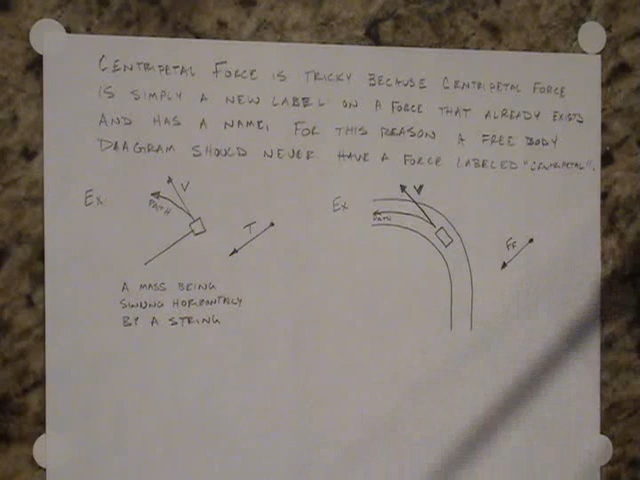 CENTRIPETAL FORCE IS TRICKY BECAUSE CENTRIPETAL FORCE
IS SIMPLY A NEW LABEL ON A FORCE THAT ALREADY EXISTS
AND HAS A NAME. FOR THIS REASON A FREE BODY
DIAGRAM SHOULD NEVER HAVE A FORCE LABELED "CENTRIPETAL".
EX
V
PATH
T
A MASS BEING
SWUNG HORIZONTALLY
BY A STRING
EX
V
PATH
FF